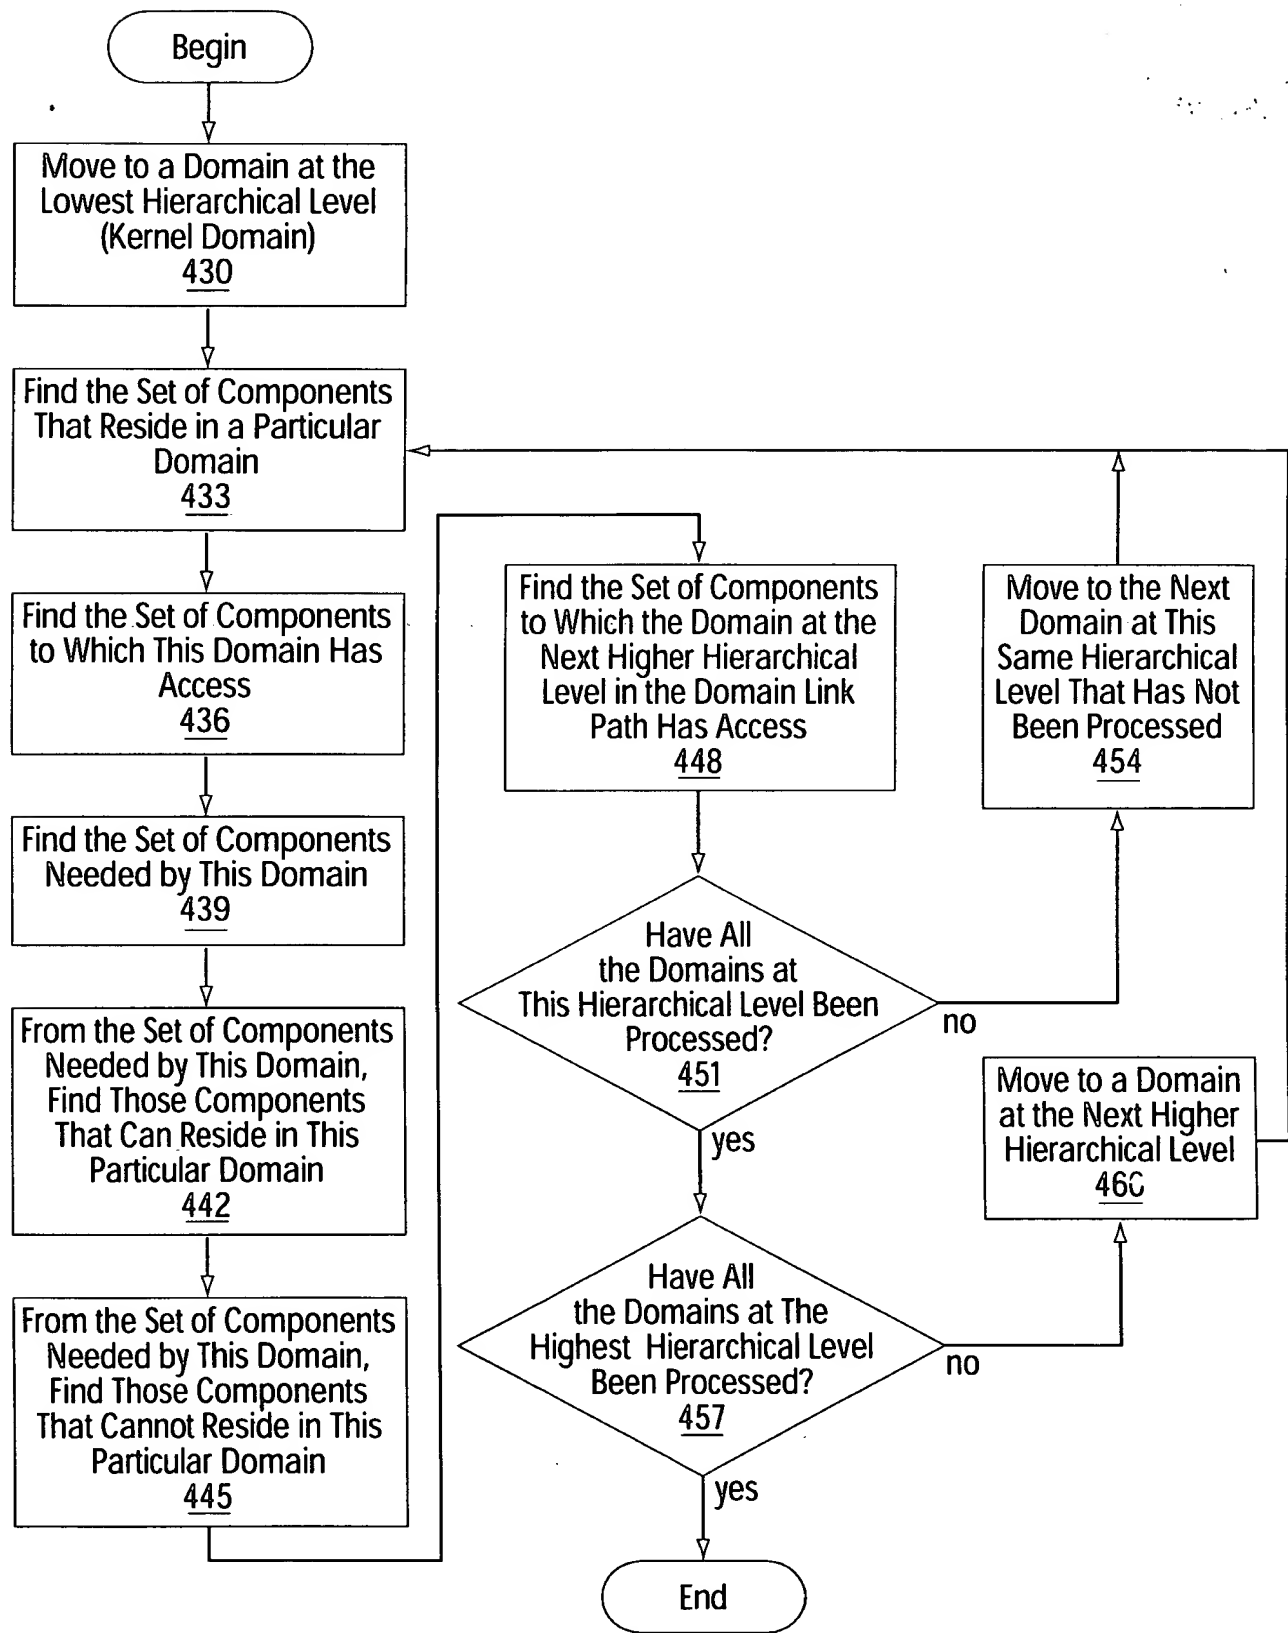 Begin
Move to a Domain at the
Lowest Hierarchical Level
(Kernel Domain)
430
Find the Set of Components
That Reside in a Particular
Domain
433
Find the Set of Components
to Which This Domain Has
Access
436
Find the Set of Components
Needed by This Domain
439
From the Set of Components
Needed by This Domain,
Find Those Components
That Can Reside in This
Particular Domain
442
From the Set of Components
Needed by This Domain,
Find Those Components
That Cannot Reside in This
Particular Domain
445
Find the Set of Components
to Which the Domain at the
Next Higher Hierarchical
Level in the Domain Link
Path Has Access
448
Have All
the Domains at
This Hierarchical Level Been
Processed?
451
no
yes
Move to the Next
Domain at This
Same Hierarchical
Level That Has Not
Been Processed
454
Have All
the Domains at The
Highest Hierarchical Level
Been Processed?
457
no
yes
Move to a Domain
at the Next Higher
Hierarchical Level
460
End